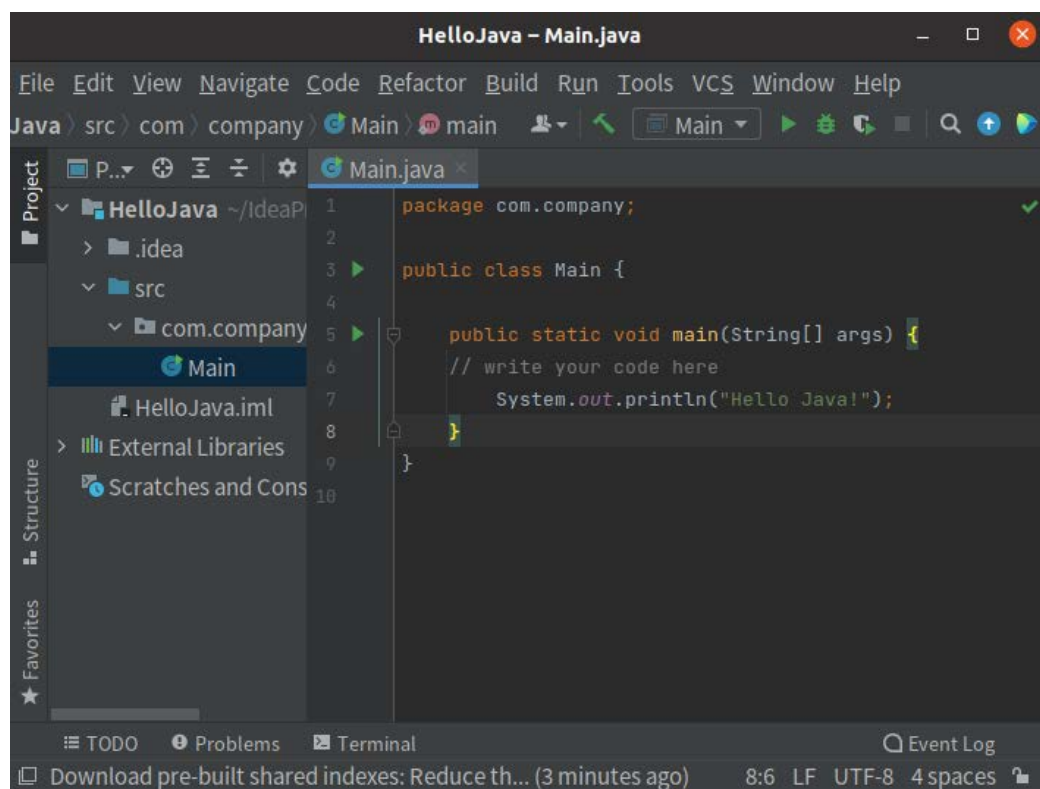 HelloJava – Main.java
File Edit View Navigate Code Refactor Build Run Tools VCS Window Help
Java src com company Main main Main
Project
P... Main.java
HelloJava ~/IdeaP
.idea
src
com.company
Main
HelloJava.iml
External Libraries
Scratches and Cons
Structure
Favorites
1 package com.company;
2
3 public class Main {
4
5 public static void main(String[] args) {
6 // write your code here
7 System.out.println("Hello Java!");
8 }
9 }
10
TODO Problems Terminal Event Log
Download pre-built shared indexes: Reduce th... (3 minutes ago) 8:6 LF UTF-8 4 spaces